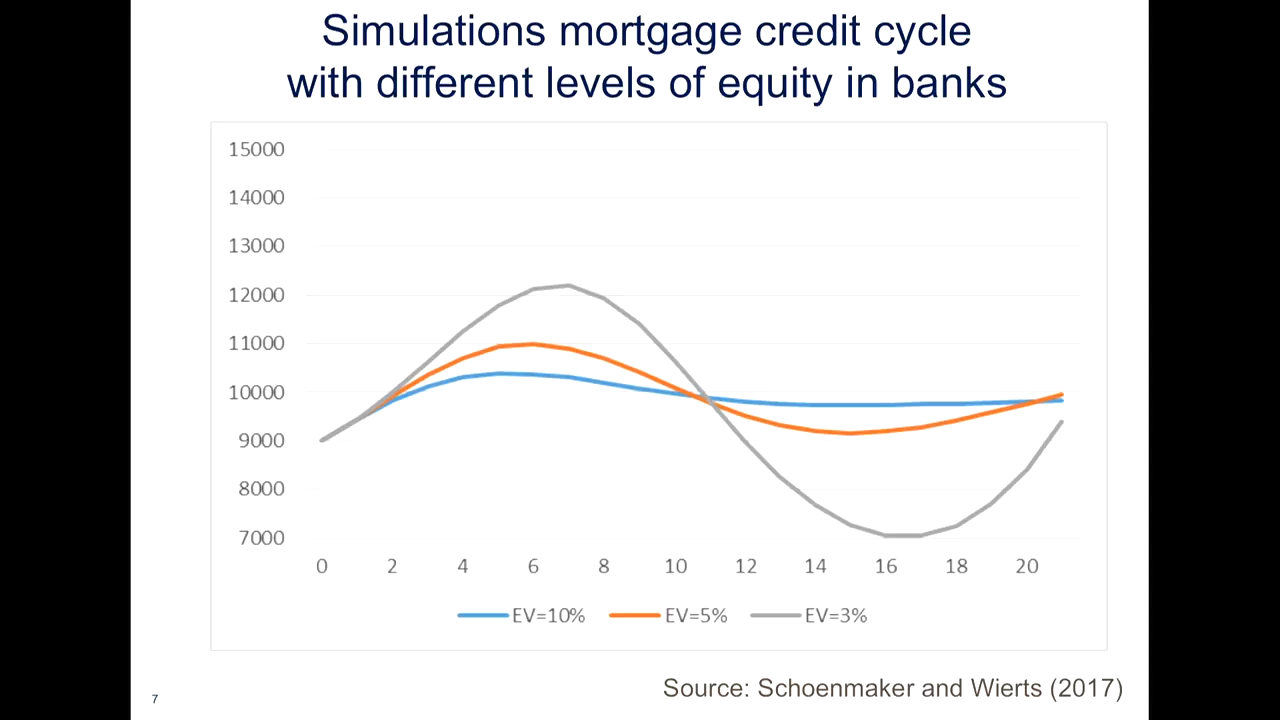 Simulations mortgage credit cycle
with different levels of equity in banks
15000
14000
13000
12000
11000
10000
9000
8000
7000
0 2 4 6 8 10 12 14 16 18 20
EV=10% EV=5% EV=3%
Source: Schoenmaker and Wierts (2017)
7